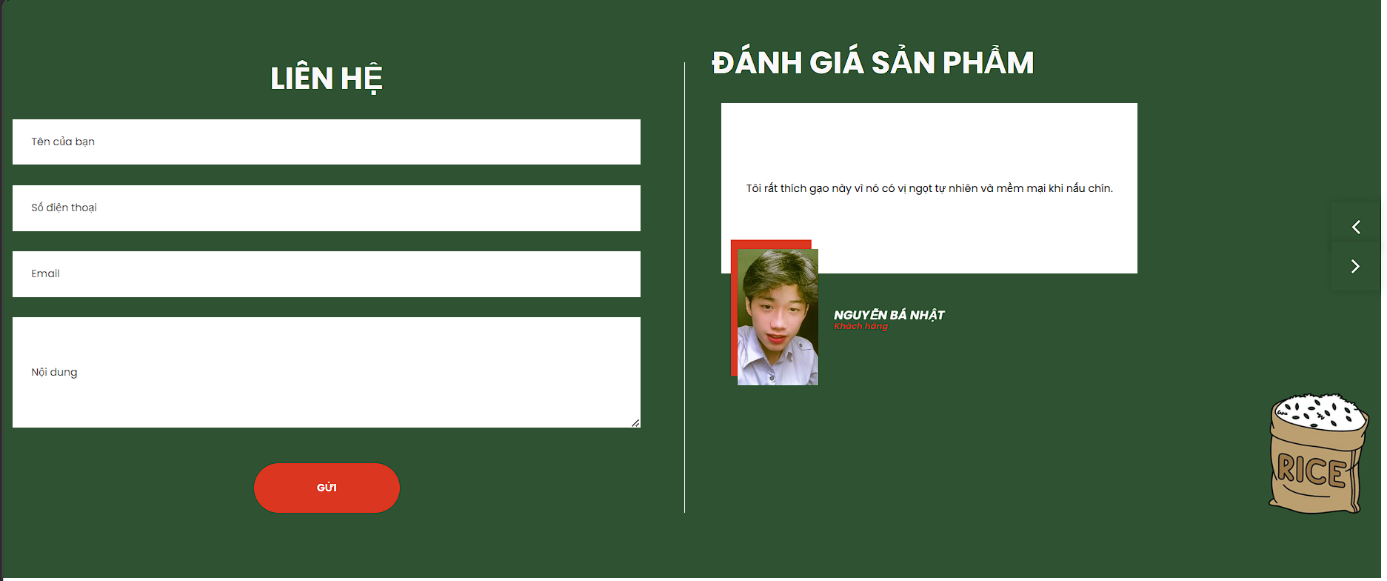 LIÊN HỆ
Tên của bạn
Số điện thoại
Email
Nội dung
GỬI
ĐÁNH GIÁ SẢN PHẨM
Tôi rất thích gạo này vì nó có vị ngọt tự nhiên và mềm mại khi nấu chín.
NGUYỄN BÁ NHẬT
Khách hàng
RICE